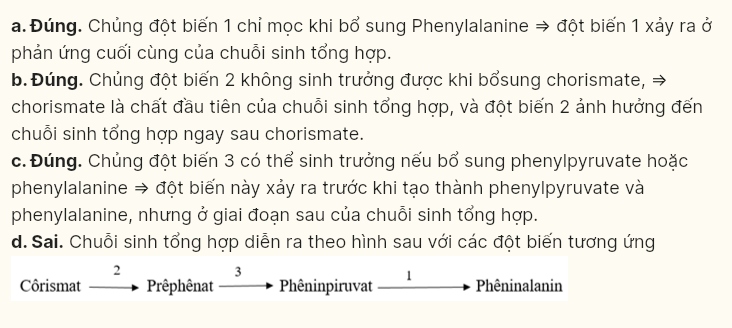 a. Đúng. Chủng đột biến 1 chỉ mọc khi bổ sung Phenylalanine ⇒ đột biến 1 xảy ra ở
phản ứng cuối cùng của chuỗi sinh tổng hợp.
b. Đúng. Chủng đột biến 2 không sinh trưởng được khi bổsung chorismate, ⇒
chorismate là chất đầu tiên của chuỗi sinh tổng hợp, và đột biến 2 ảnh hưởng đến
chuỗi sinh tổng hợp ngay sau chorismate.
c. Đúng. Chủng đột biến 3 có thể sinh trưởng nếu bổ sung phenylpyruvate hoặc
phenylalanine ⇒ đột biến này xảy ra trước khi tạo thành phenylpyruvate và
phenylalanine, nhưng ở giai đoạn sau của chuỗi sinh tổng hợp.
d. Sai. Chuỗi sinh tổng hợp diễn ra theo hình sau với các đột biến tương ứng
2 3 1
Côrismat Prêphênat Phêninpiruvat Phêninalanin